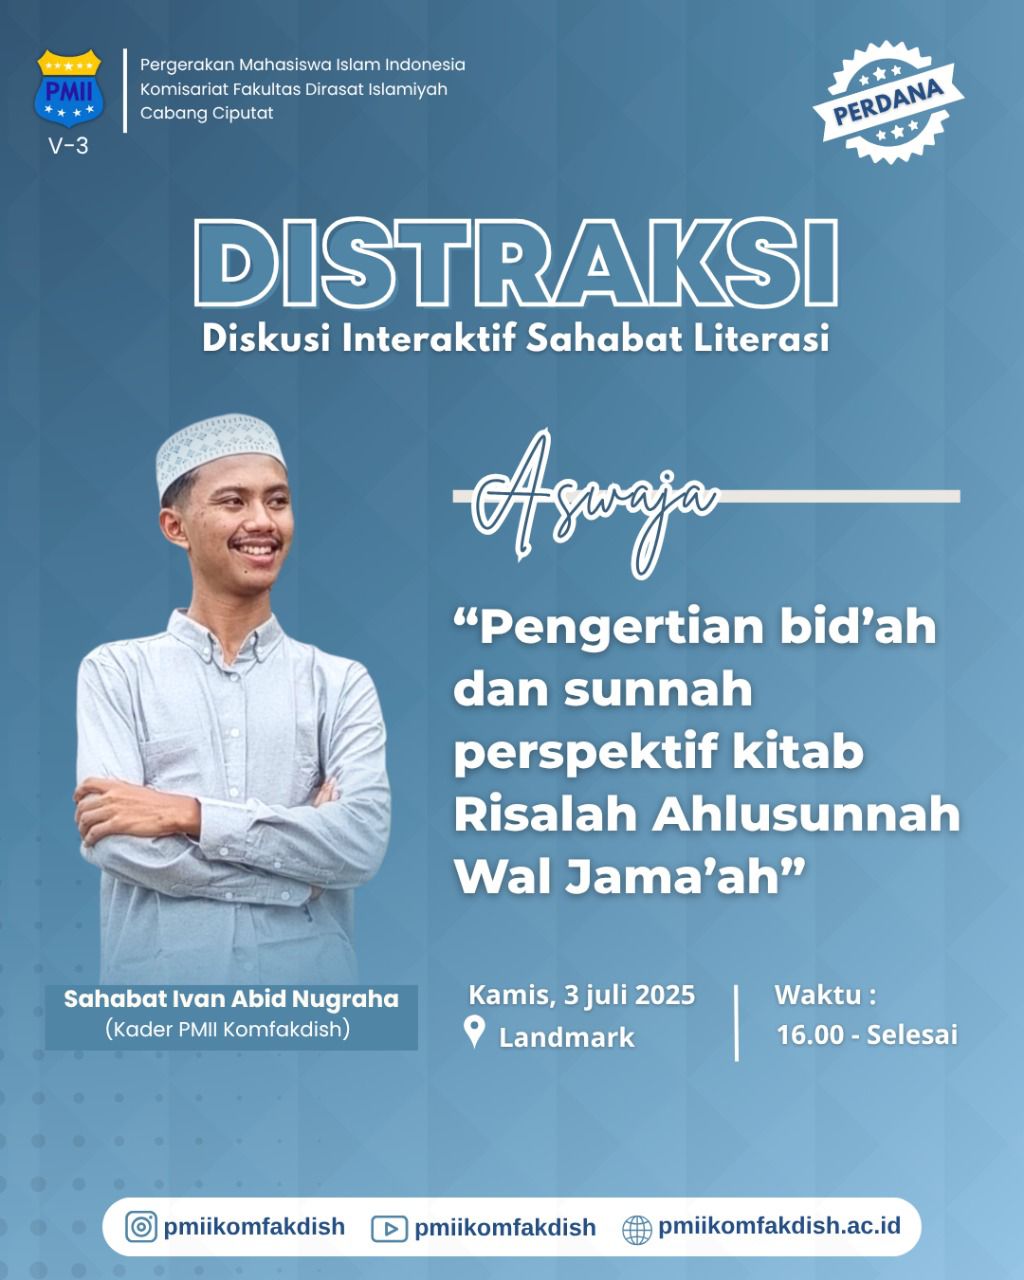 PMII
V-3
Pergerakan Mahasiswa Islam Indonesia
Komisariat Fakultas Dirasat Islamiyah
Cabang Ciputat
PERDANA
DISTRAKSI
Diskusi Interaktif Sahabat Literasi
Aswaja
“Pengertian bid’ah
dan sunnah
perspektif kitab
Risalah Ahlusunnah
Wal Jama’ah”
Sahabat Ivan Abid Nugraha
(Kader PMII Komfakdish)
Kamis, 3 juli 2025
Landmark
Waktu :
16.00 - Selesai
pmiikomfakdish
pmiikomfakdish
pmiikomfakdish.ac.id